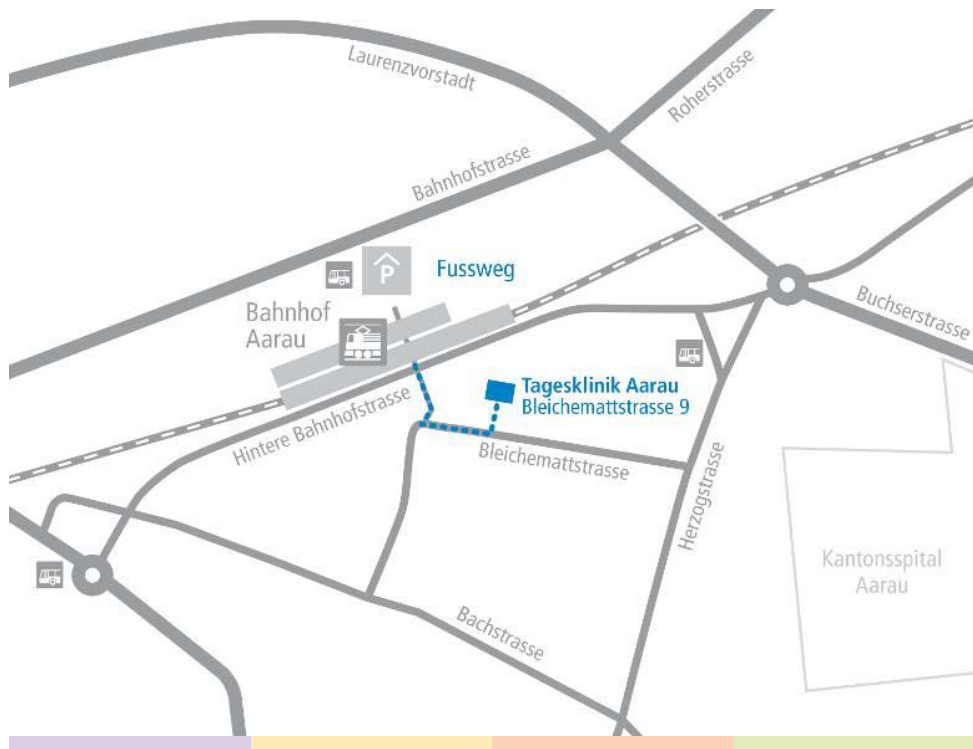 Laurenzvorstadt
Roherstrasse
Bahnhofstrasse
P
Fussweg
Bahnhof
Aarau
Buchserstrasse
Tagesklinik Aarau
Bleichemattstrasse 9
Hintere Bahnhofstrasse
Bleichemattstrasse
Herzogstrasse
Kantonsspital
Aarau
Bachstrasse